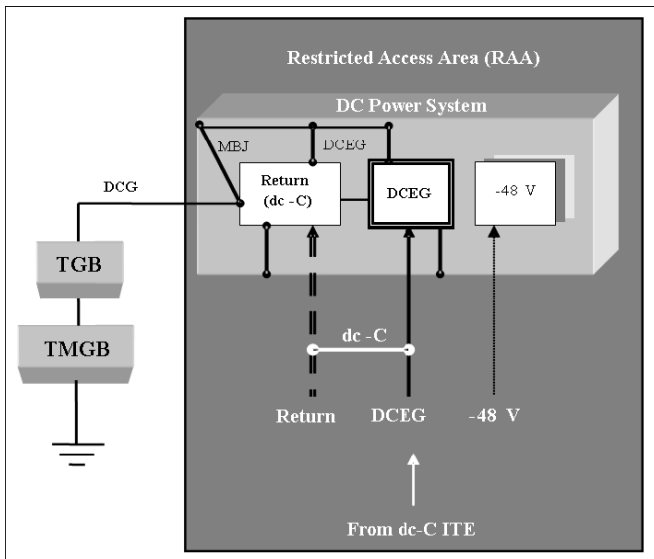 Restricted Access Area (RAA)
DC Power System
MBJ
DCEG
DCG
Return
(dc -C)
DCEG
-48 V
TGB
TMGB
dc -C
Return
DCEG
-48 V
From dc-C ITE